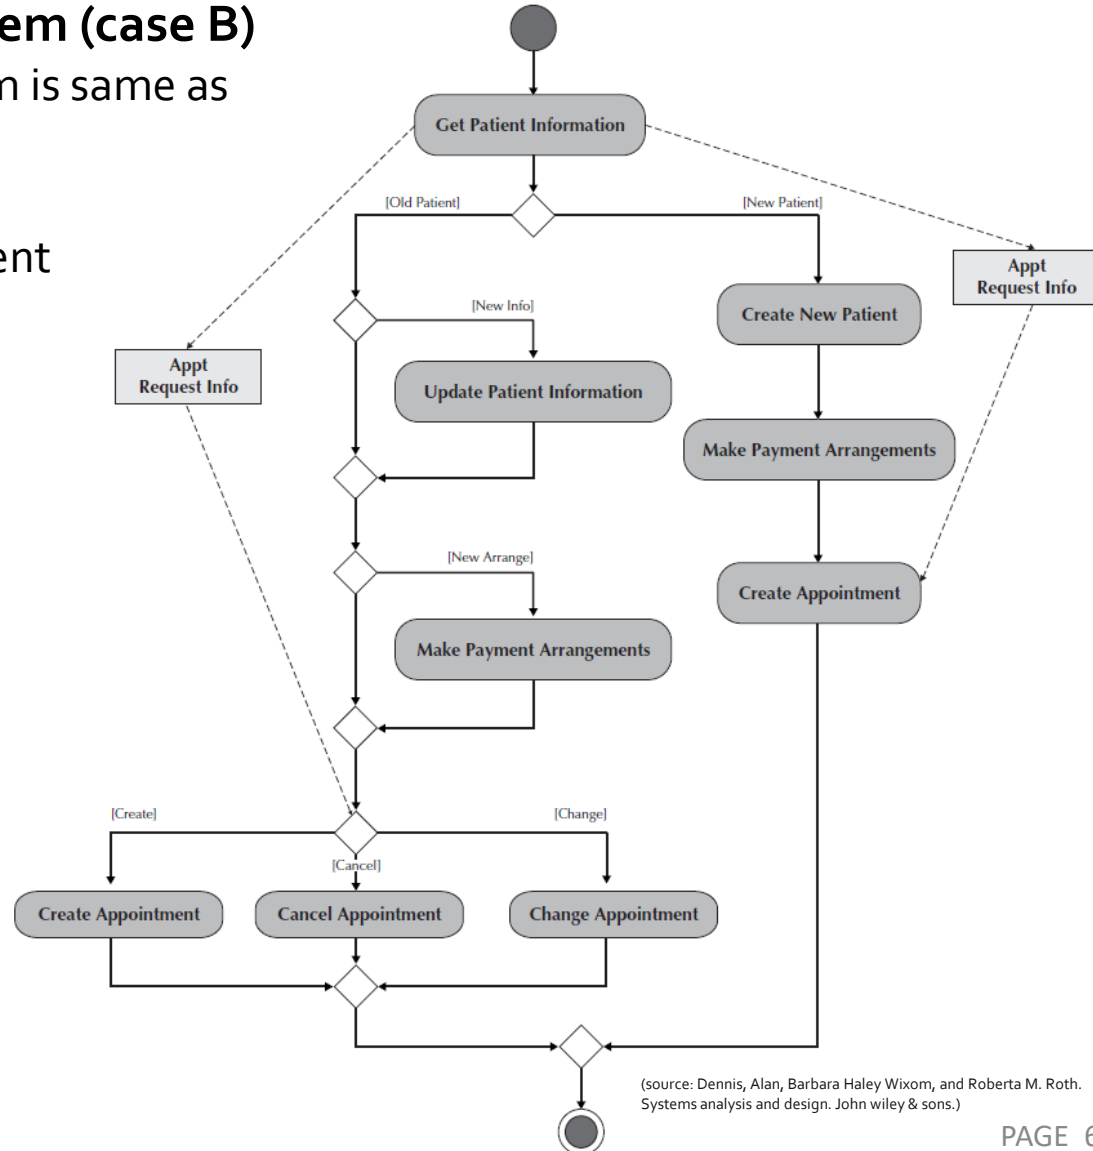 em (case B)
m is same as
ent
Get Patient Information
[Old Patient]
[New Patient]
Appt
Request Info
Create New Patient
[New Info]
Appt
Request Info
Update Patient Information
Make Payment Arrangements
[New Arrange]
Create Appointment
Make Payment Arrangements
[Create]
[Change]
[Cancel]
Create Appointment
Cancel Appointment
Change Appointment
(source: Dennis, Alan, Barbara Haley Wixom, and Roberta M. Roth.
Systems analysis and design. John wiley & sons.)
PAGE 6